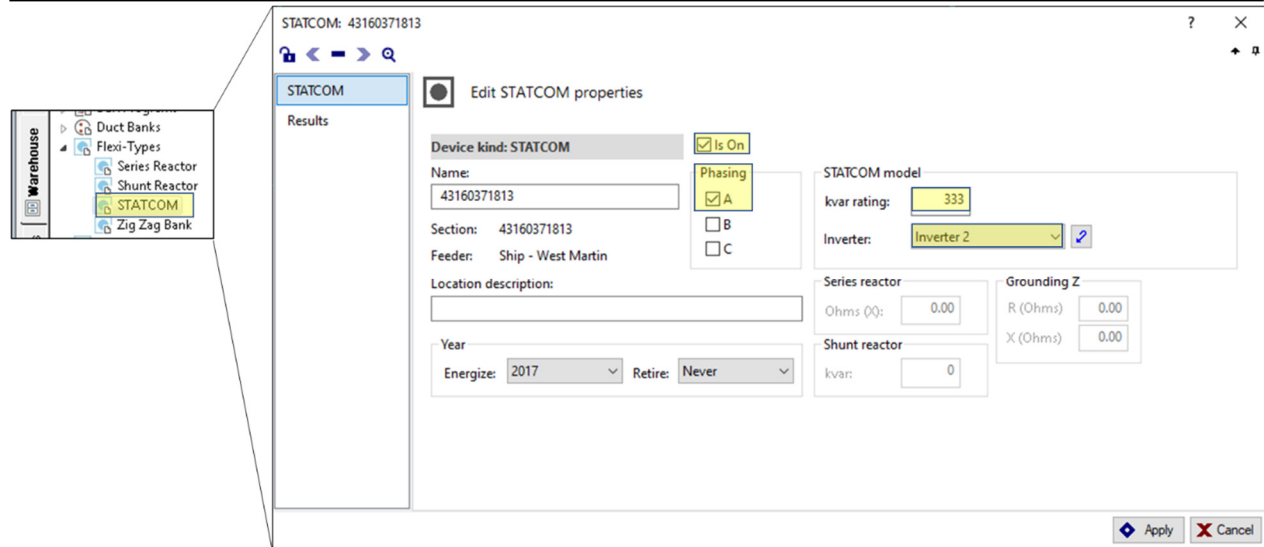 STATCOM: 43160371813
?
STATCOM
Results
Edit STATCOM properties
Warehouse
Duct Banks
Flexi-Types
Series Reactor
Shunt Reactor
STATCOM
Zig Zag Bank
Device kind: STATCOM
Is On
Name:
43160371813
Section: 43160371813
Feeder: Ship - West Martin
Location description:
Year
Energize: 2017 Retire: Never
Phasing
A
B
C
STATCOM model
kvar rating: 333
Inverter: Inverter 2
Series reactor
Ohms (X): 0.00
Shunt reactor
kvar: 0
Grounding Z
R (Ohms) 0.00
X (Ohms) 0.00
Apply Cancel